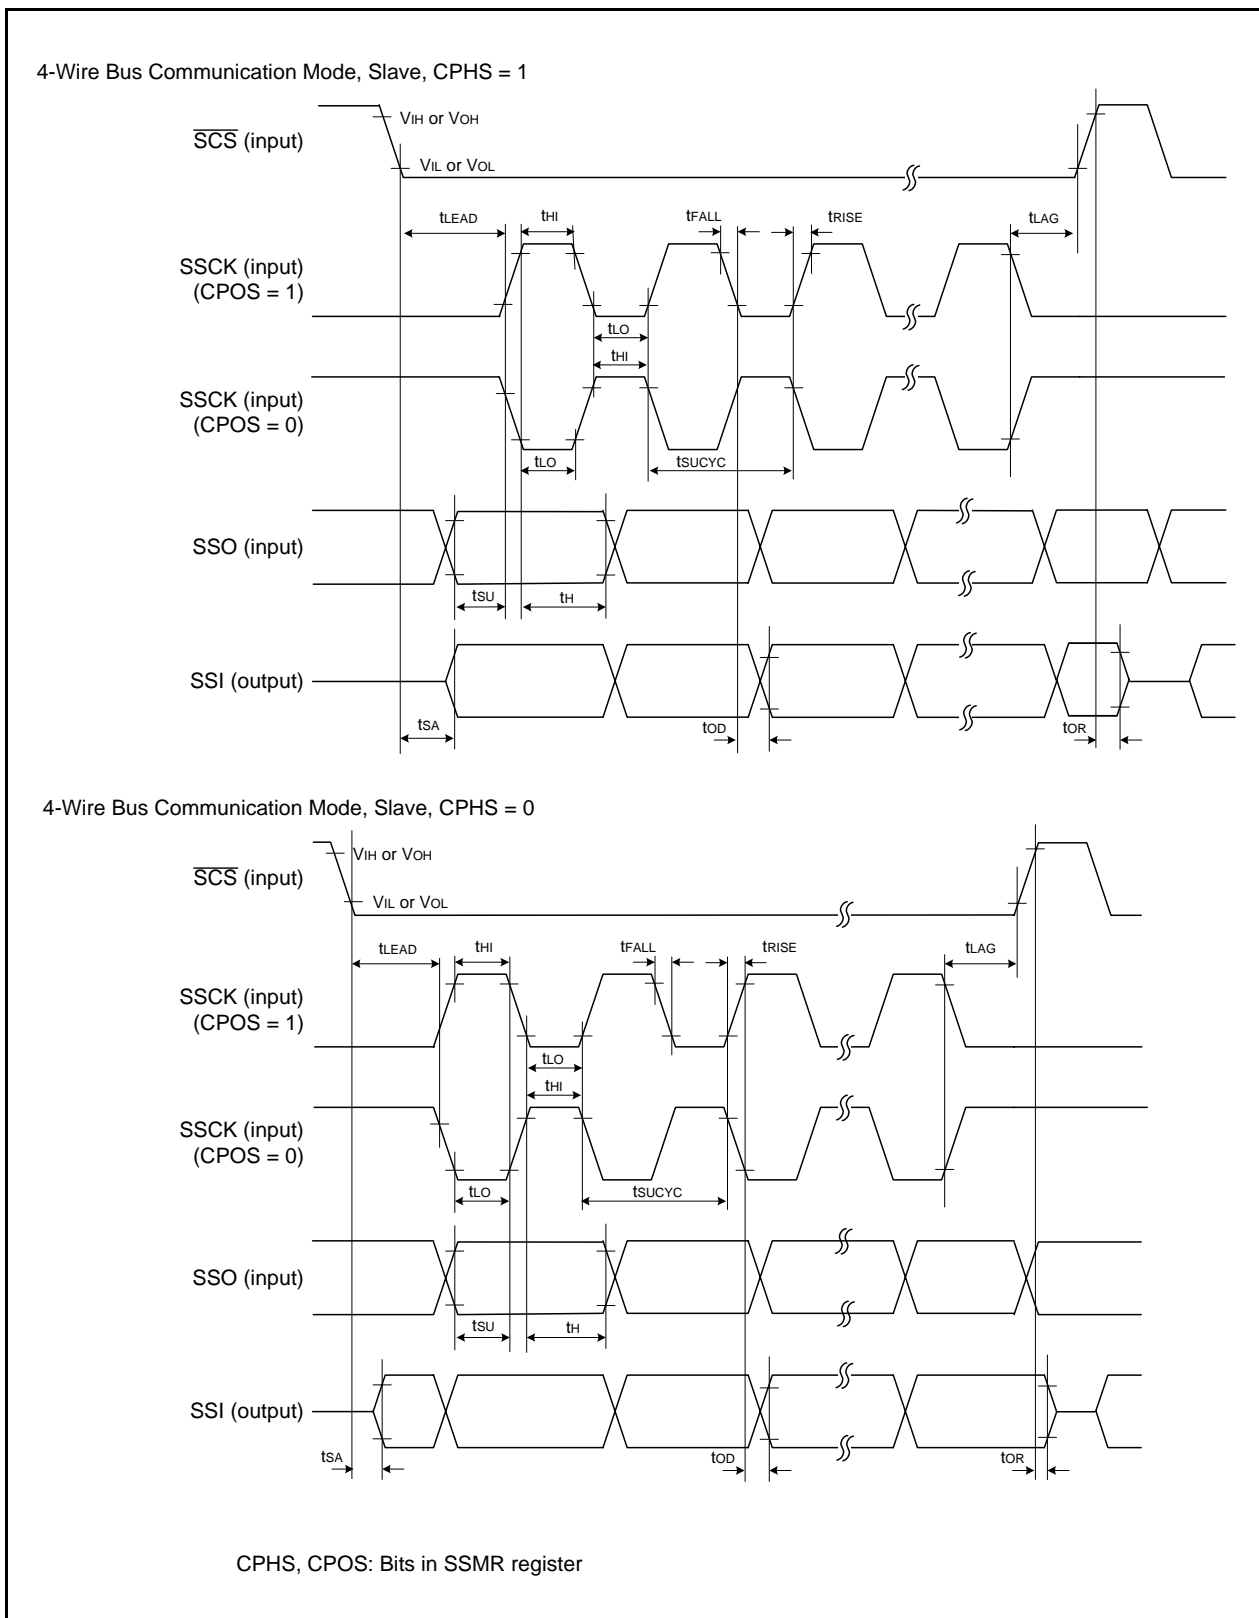 4-Wire Bus Communication Mode, Slave, CPHS = 1
VIH or VOH
SCS (input)
VIL or VOL
tLEAD
tHI
tFALL
tRISE
tLAG
SSCK (input)
(CPOS = 1)
tLO
tHI
SSCK (input)
(CPOS = 0)
tLO
tSUCYC
SSO (input)
tSU
tH
SSI (output)
tSA
tOD
tOR
4-Wire Bus Communication Mode, Slave, CPHS = 0
VIH or VOH
SCS (input)
VIL or VOL
tLEAD
tHI
tFALL
tRISE
tLAG
SSCK (input)
(CPOS = 1)
tLO
tHI
SSCK (input)
(CPOS = 0)
tLO
tSUCYC
SSO (input)
tSU
tH
SSI (output)
tSA
tOD
tOR
CPHS, CPOS: Bits in SSMR register